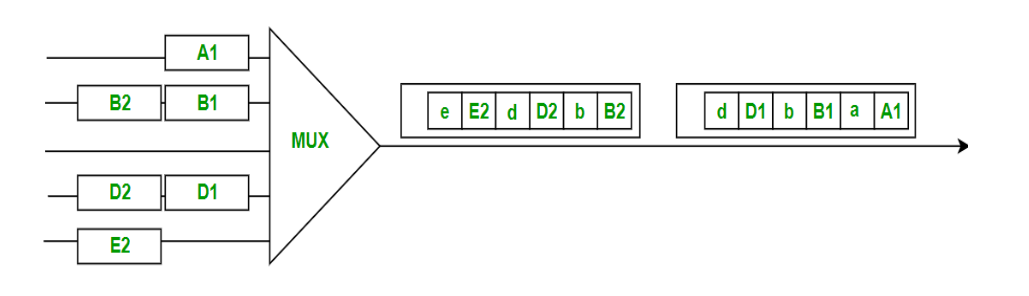 A1
B2 B1
MUX
D2 D1
E2
e E2 d D2 b B2
d D1 b B1 a A1